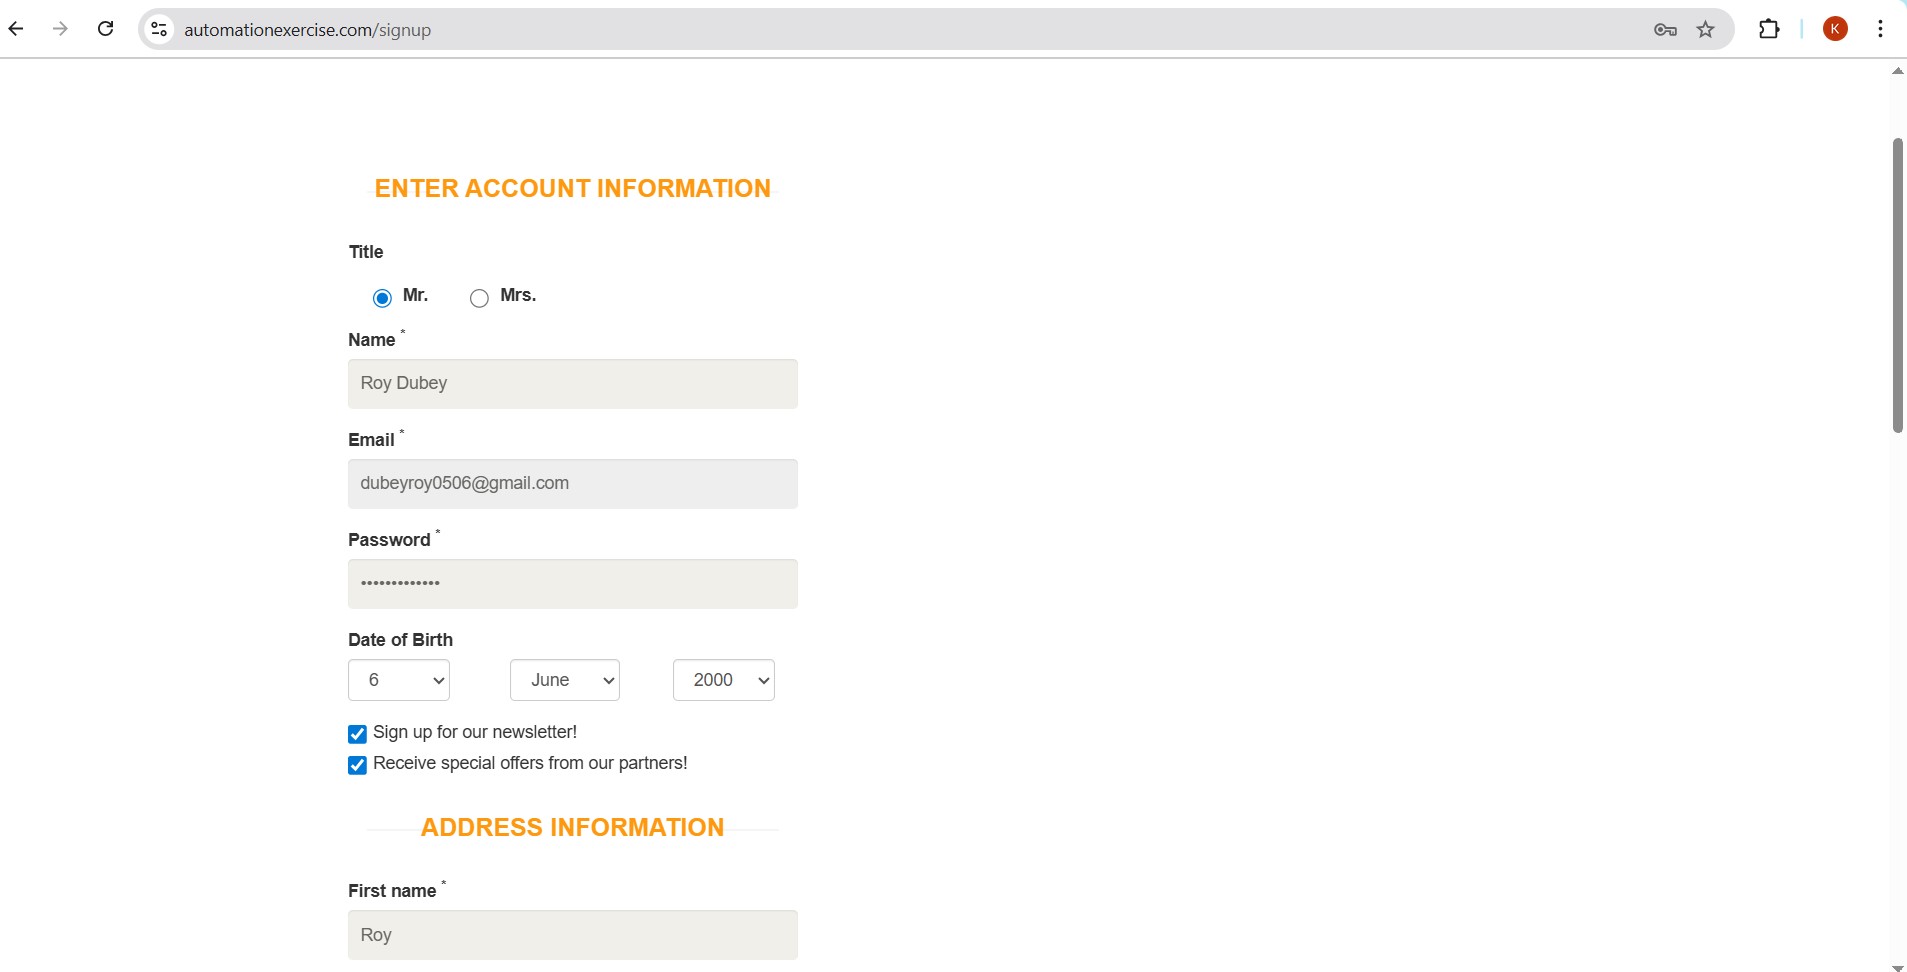 automationexercise.com/signup
K
ENTER ACCOUNT INFORMATION
Title
Mr. Mrs.
Name *
Roy Dubey
Email *
dubeyroy0506@gmail.com
Password *
•••••••••••••
Date of Birth
6 June 2000
Sign up for our newsletter!
Receive special offers from our partners!
ADDRESS INFORMATION
First name *
Roy